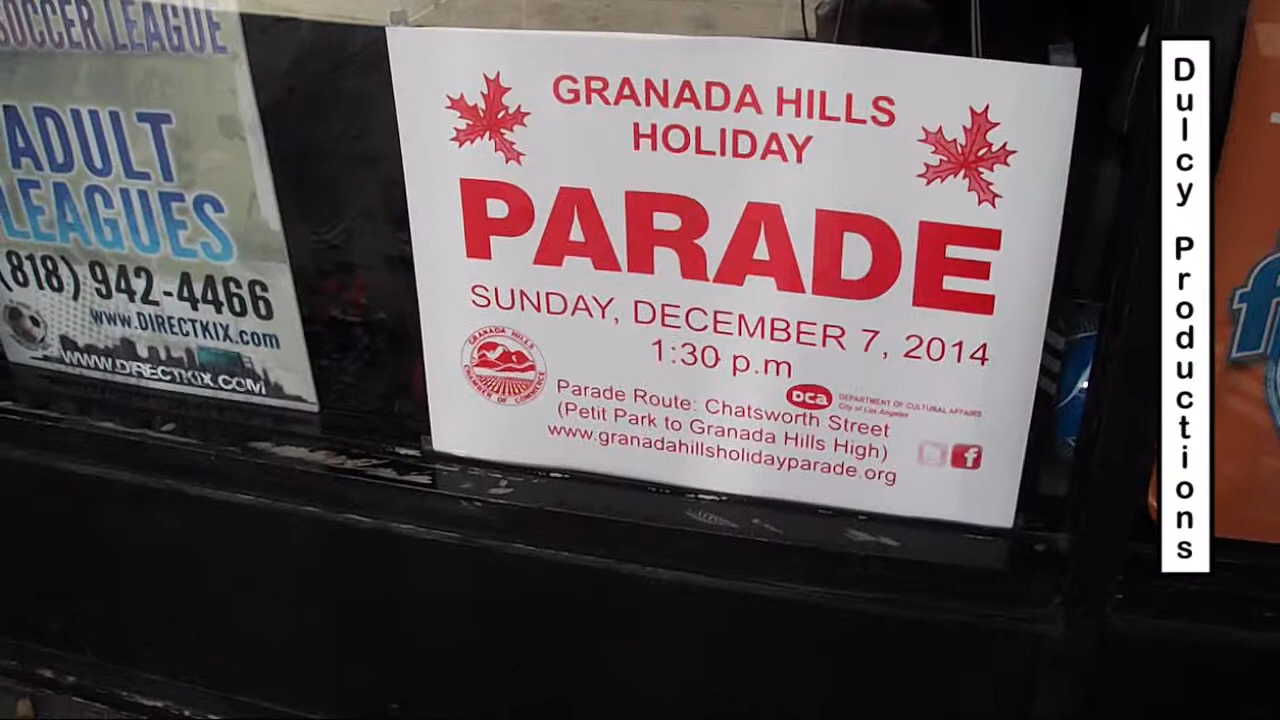 SOCCER LEAGUE
ADULT
LEAGUES
(818) 942-4466
www.DIRECTKIX.com
WWW.DIRECTKIX.COM
GRANADA HILLS
HOLIDAY
PARADE
SUNDAY, DECEMBER 7, 2014
1:30 p.m
GRANADA HILLS
CHAMBER OF COMMERCE
DCa
DEPARTMENT OF CULTURAL AFFAIRS
City of Los Angeles
Parade Route: Chatsworth Street
(Petit Park to Granada Hills High)
www.granadahillsholidayparade.org
f
Dulcy Productions